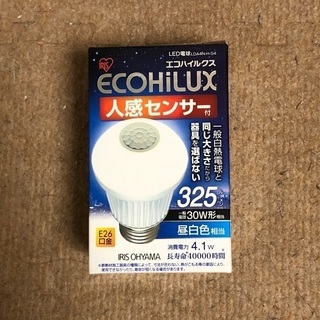 LED電球
エコハイルクス
ECOHiLUX
人感センサー付
一般白熱電球と
同じ大きさだから
器具を選ばない
325
30W形相当
E26
口金
昼白色相当
消費電力 4.1W
IRIS OHYAMA
長寿命 40000時間